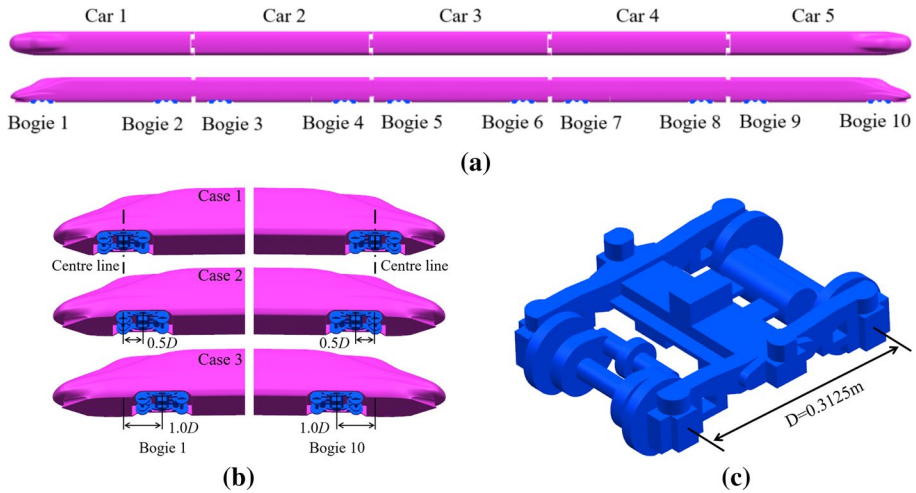 Car 1 Car 2 Car 3 Car 4 Car 5
Bogie 1 Bogie 2 Bogie 3 Bogie 4 Bogie 5 Bogie 6 Bogie 7 Bogie 8 Bogie 9 Bogie 10
(a)
Case 1
Centre line Centre line
Case 2
0.5D 0.5D
Case 3
1.0D 1.0D
Bogie 1 Bogie 10
(b)
D=0.3125m
(c)